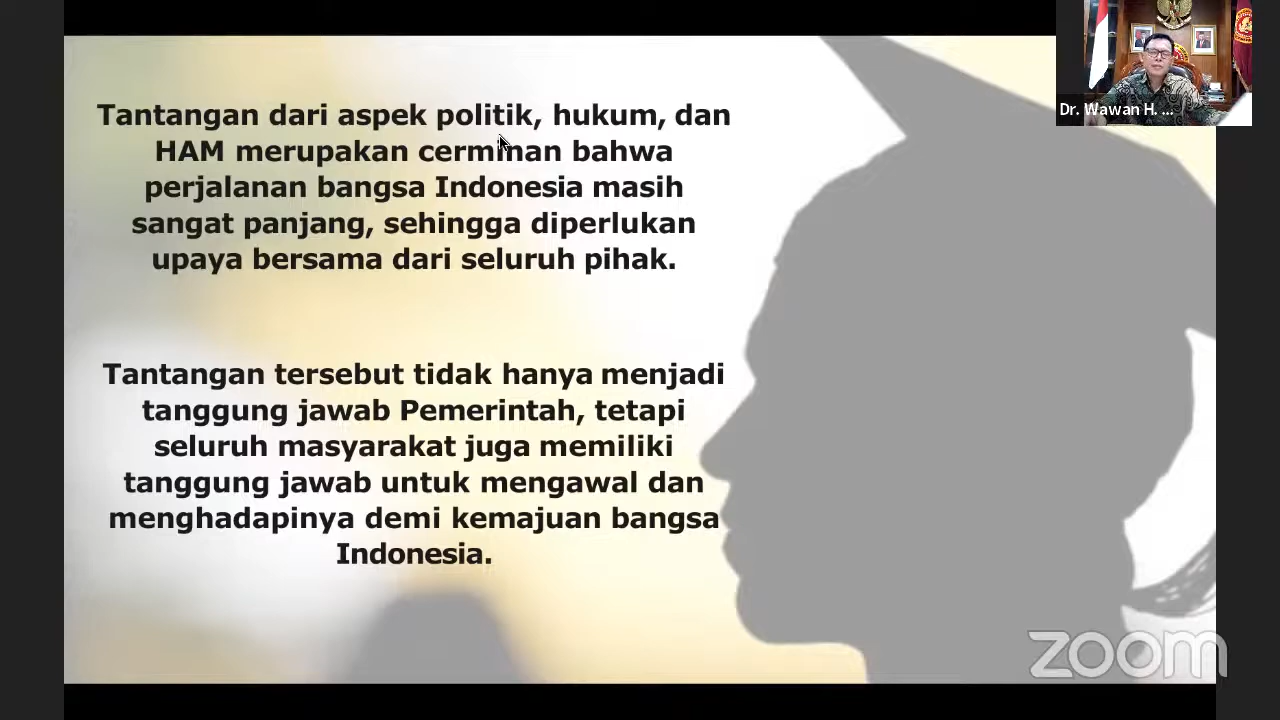 Dr. Wawan H. ...
Tantangan dari aspek politik, hukum, dan
HAM merupakan cerminan bahwa
perjalanan bangsa Indonesia masih
sangat panjang, sehingga diperlukan
upaya bersama dari seluruh pihak.
Tantangan tersebut tidak hanya menjadi
tanggung jawab Pemerintah, tetapi
seluruh masyarakat juga memiliki
tanggung jawab untuk mengawal dan
menghadapinya demi kemajuan bangsa
Indonesia.
zoom